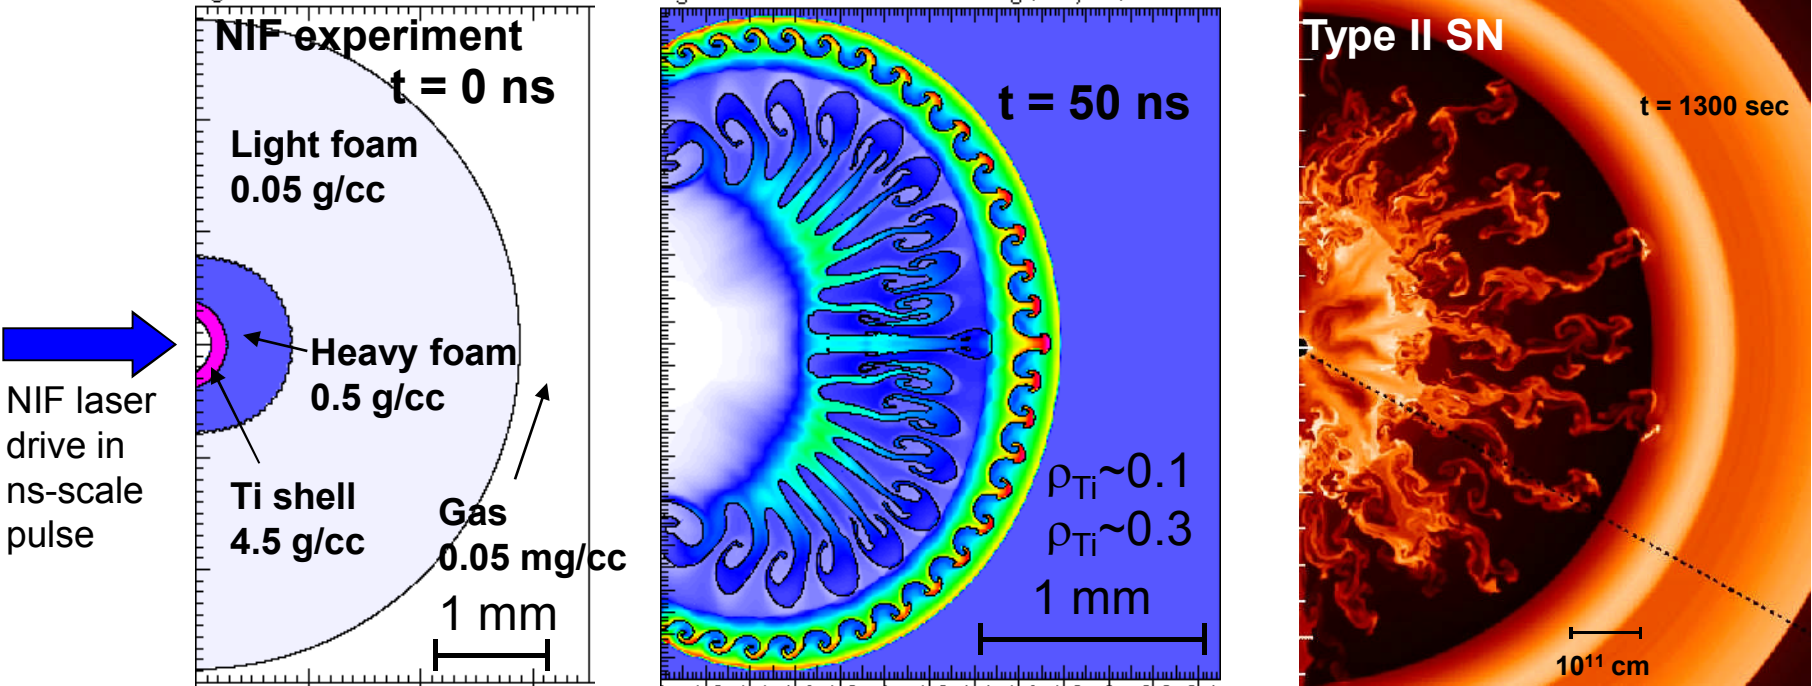 NIF experiment
t = 0 ns
Light foam
0.05 g/cc
Heavy foam
0.5 g/cc
NIF laser
drive in
ns-scale
pulse
Ti shell
4.5 g/cc
Gas
0.05 mg/cc
1 mm
t = 50 ns
ρTi~0.1
ρTi~0.3
1 mm
Type II SN
t = 1300 sec
10¹¹ cm